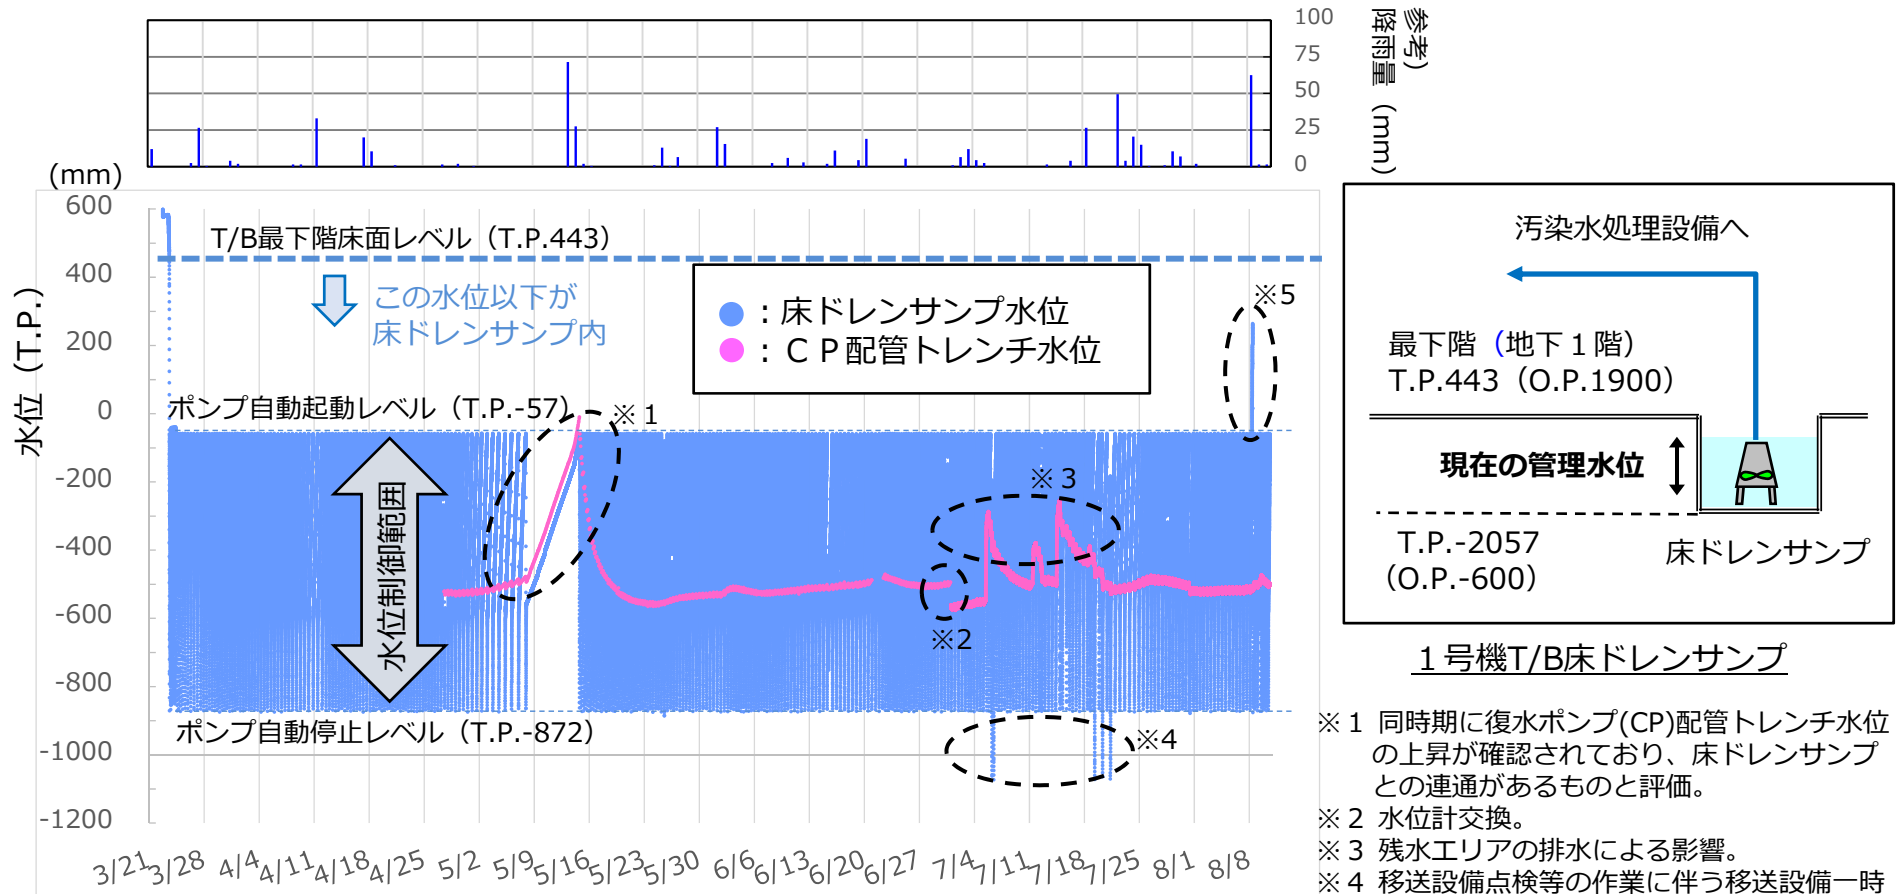 100
75
50
25
0
参考)
降雨量（mm）
（mm）
600
400
200
0
-200
-400
-600
-800
-1000
-1200
水位（T.P.）
T/B最下階床面レベル（T.P.443）
この水位以下が
床ドレンサンプ内
：床ドレンサンプ水位
：ＣＰ配管トレンチ水位
※5
ポンプ自動起動レベル（T.P.-57）
※１
水位制御範囲
※３
※2
※4
ポンプ自動停止レベル（T.P.-872）
3/21
3/28
4/4
4/11
4/18
4/25
5/2
5/9
5/16
5/23
5/30
6/6
6/13
6/20
6/27
7/4
7/11
7/18
7/25
8/1
8/8
汚染水処理設備へ
最下階（地下１階）
T.P.443（O.P.1900）
現在の管理水位
T.P.-2057
（O.P.-600）
床ドレンサンプ
１号機T/B床ドレンサンプ
※１ 同時期に復水ポンプ(CP)配管トレンチ水位
の上昇が確認されており、床ドレンサンプ
との連通があるものと評価。
※２ 水位計交換。
※３ 残水エリアの排水による影響。
※４ 移送設備点検等の作業に伴う移送設備一時